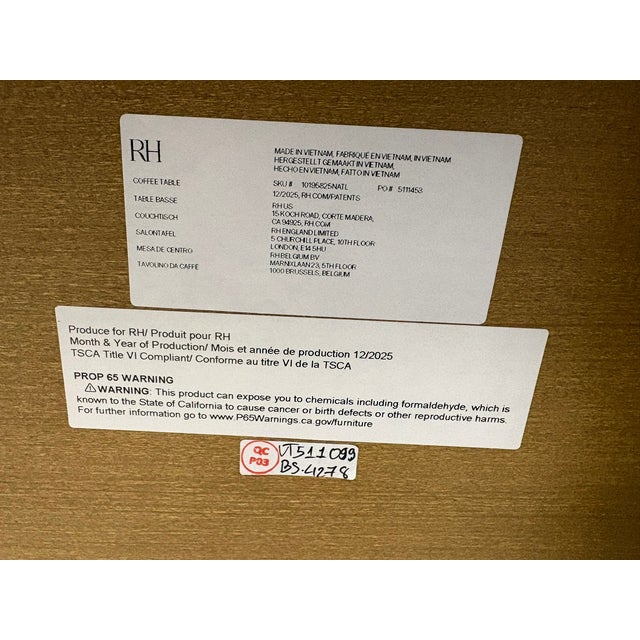 RH
MADE IN VIETNAM, FABRIQUÉ EN VIETNAM, IN VIETNAM
HERGESTELLT GEMAAKT IN VIETNAM,
HECHO EN VIETNAM, FATTO IN VIETNAM
COFFEE TABLE
SKU # 10195825NATL PO # 5111453
TABLE BASSE
12/2025, RH.COM/PATENTS
COUCHTISCH
RH US
15 KOCH ROAD, CORTE MADERA,
CA 94925, RH.COM
SALONTAFEL
RH ENGLAND LIMITED
5 CHURCHILL PLACE, 10TH FLOOR
MESA DE CENTRO
LONDON, E14 5HU
RH BELGIUM BV
TAVOLINO DA CAFFÈ
MARNIXLAAN 23, 5TH FLOOR
1000 BRUSSELS, BELGIUM
Produce for RH/ Produit pour RH
Month & Year of Production/ Mois et année de production 12/2025
TSCA Title VI Compliant/ Conforme au titre VI de la TSCA
PROP 65 WARNING
⚠WARNING: This product can expose you to chemicals including formaldehyde, which is
known to the State of California to cause cancer or birth defects or other reproductive harms.
For further information go to www.P65Warnings.ca.gov/furniture
QC
P03
VT511099
BS.4278